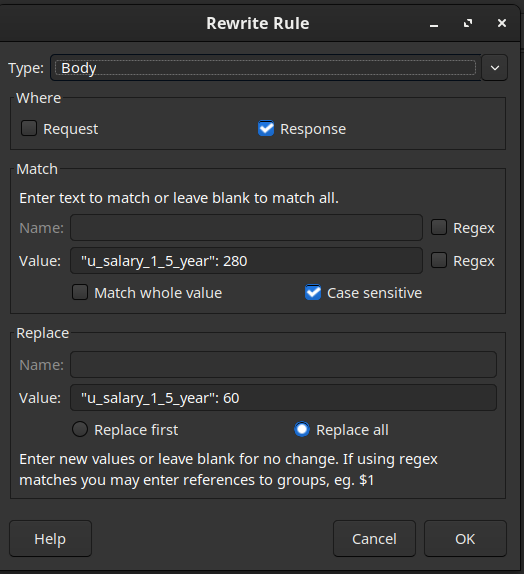 Rewrite Rule
Type: Body
Where
Request Response
Match
Enter text to match or leave blank to match all.
Name: Regex
Value: "u_salary_1_5_year": 280 Regex
Match whole value Case sensitive
Replace
Name:
Value: "u_salary_1_5_year": 60
Replace first Replace all
Enter new values or leave blank for no change. If using regex
matches you may enter references to groups, eg. $1
Help Cancel OK